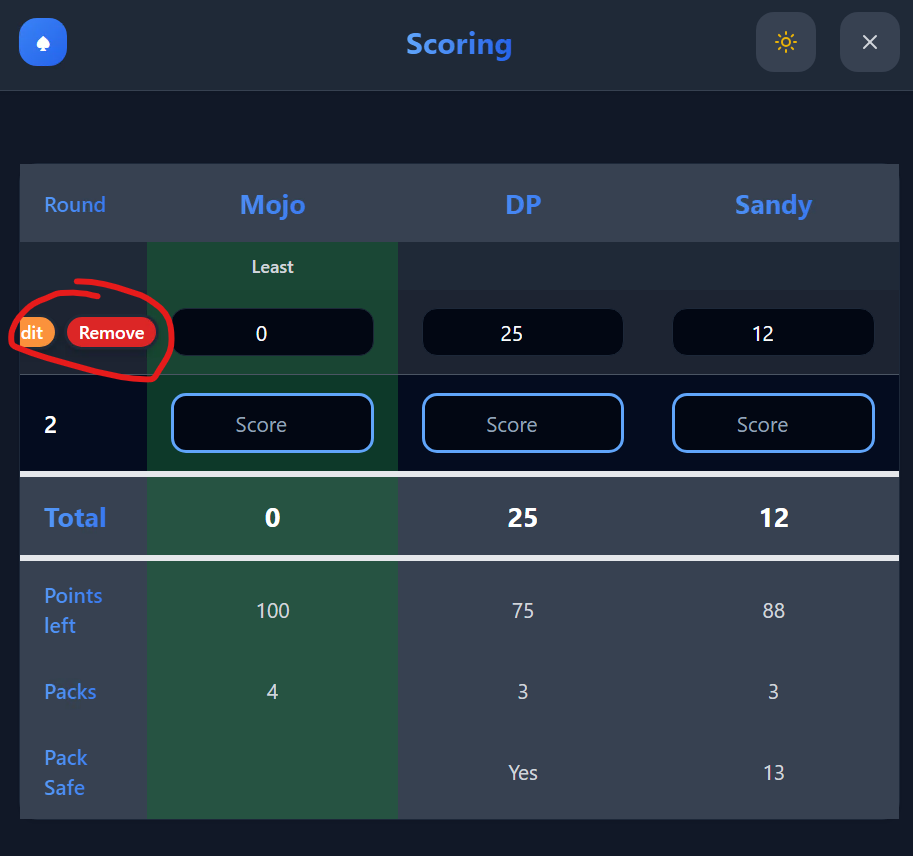 Scoring
Round Mojo DP Sandy
Least
dit Remove 0 25 12
2 Score Score Score
Total 0 25 12
Points left 100 75 88
Packs 4 3 3
Pack Safe Yes 13